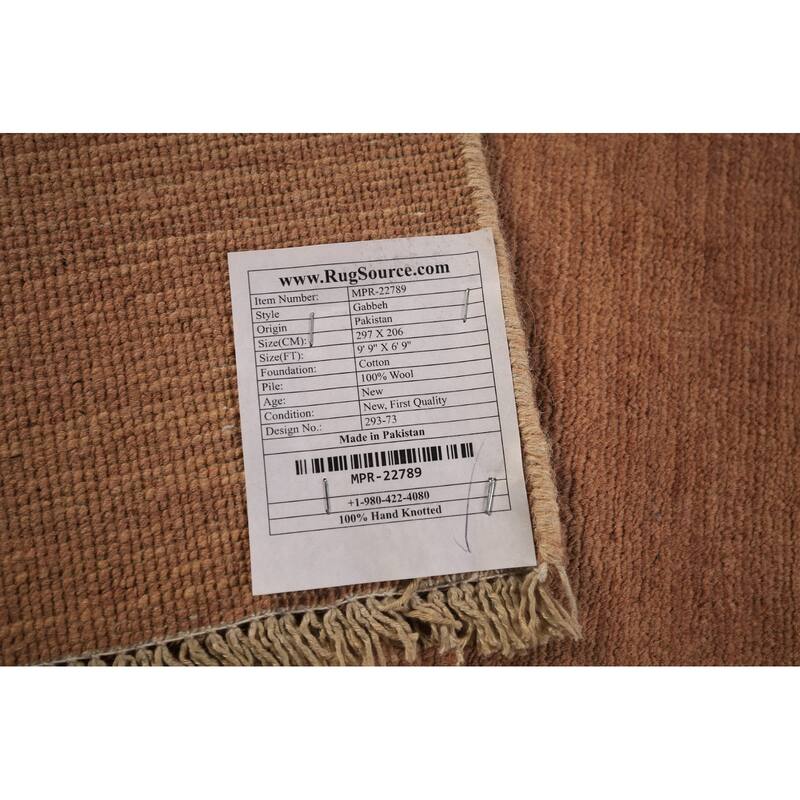 www.RugSource.com
Item Number: MPR-22789
Style Gabbeh
Origin Pakistan
Size(CM): 297 X 206
Size(FT): 9' 9" X 6' 9"
Foundation: Cotton
Pile: 100% Wool
Age: New
Condition: New, First Quality
Design No.: 293-73
Made in Pakistan
MPR-22789
+1-980-422-4080
100% Hand Knotted